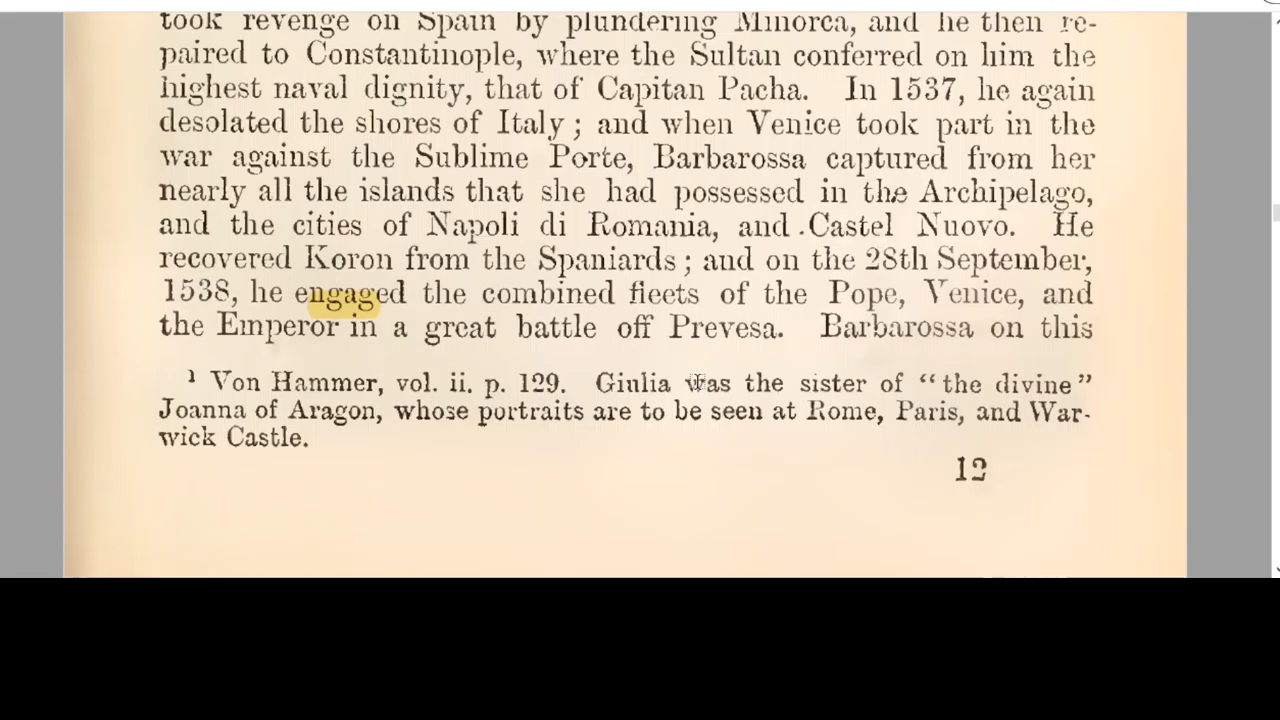 took revenge on Spain by plundering Minorca, and he then re-
paired to Constantinople, where the Sultan conferred on him the
highest naval dignity, that of Capitan Pacha. In 1537, he again
desolated the shores of Italy ; and when Venice took part in the
war against the Sublime Porte, Barbarossa captured from her
nearly all the islands that she had possessed in the Archipelago,
and the cities of Napoli di Romania, and Castel Nuovo. He
recovered Koron from the Spaniards ; and on the 28th September,
1538, he engaged the combined fleets of the Pope, Venice, and
the Emperor in a great battle off Prevesa. Barbarossa on this
¹ Von Hammer, vol. ii. p. 129. Giulia was the sister of "the divine"
Joanna of Aragon, whose portraits are to be seen at Rome, Paris, and War-
wick Castle.
12